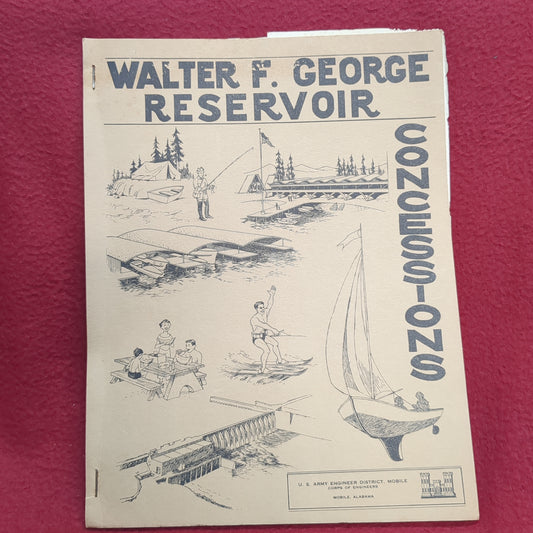 WALTER F. GEORGE
RESERVOIR
CONCESSIONS
U. S. ARMY ENGINEER DISTRICT, MOBILE
CORPS OF ENGINEERS
MOBILE, ALABAMA